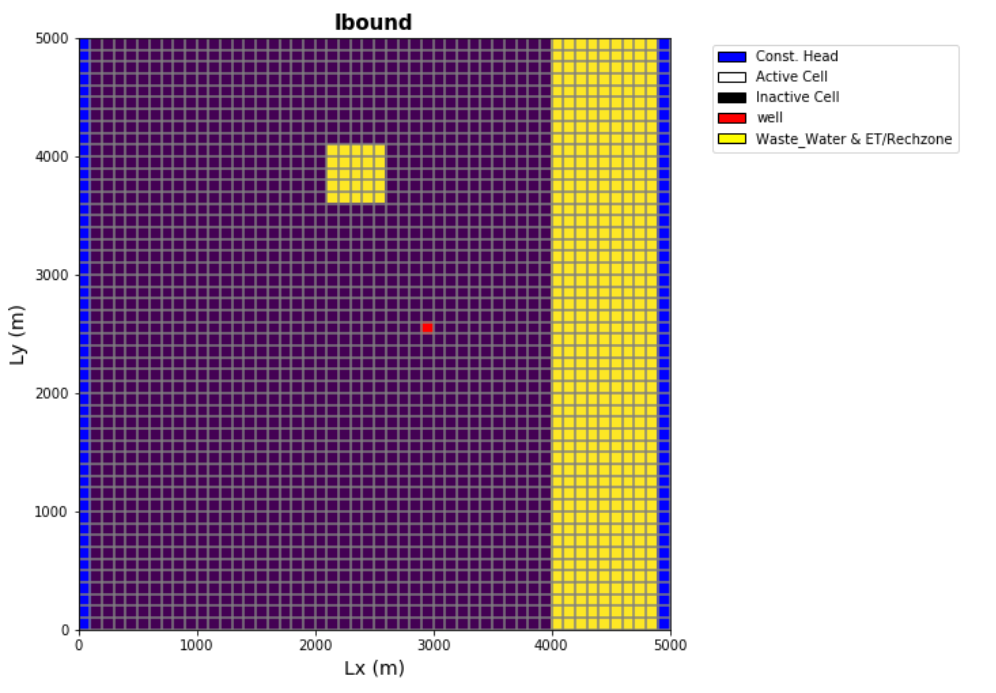 Ibound
5000
4000
3000
2000
1000
0
Ly (m)
0 1000 2000 3000 4000 5000
Lx (m)
Const. Head
Active Cell
Inactive Cell
well
Waste_Water & ET/Rechzone